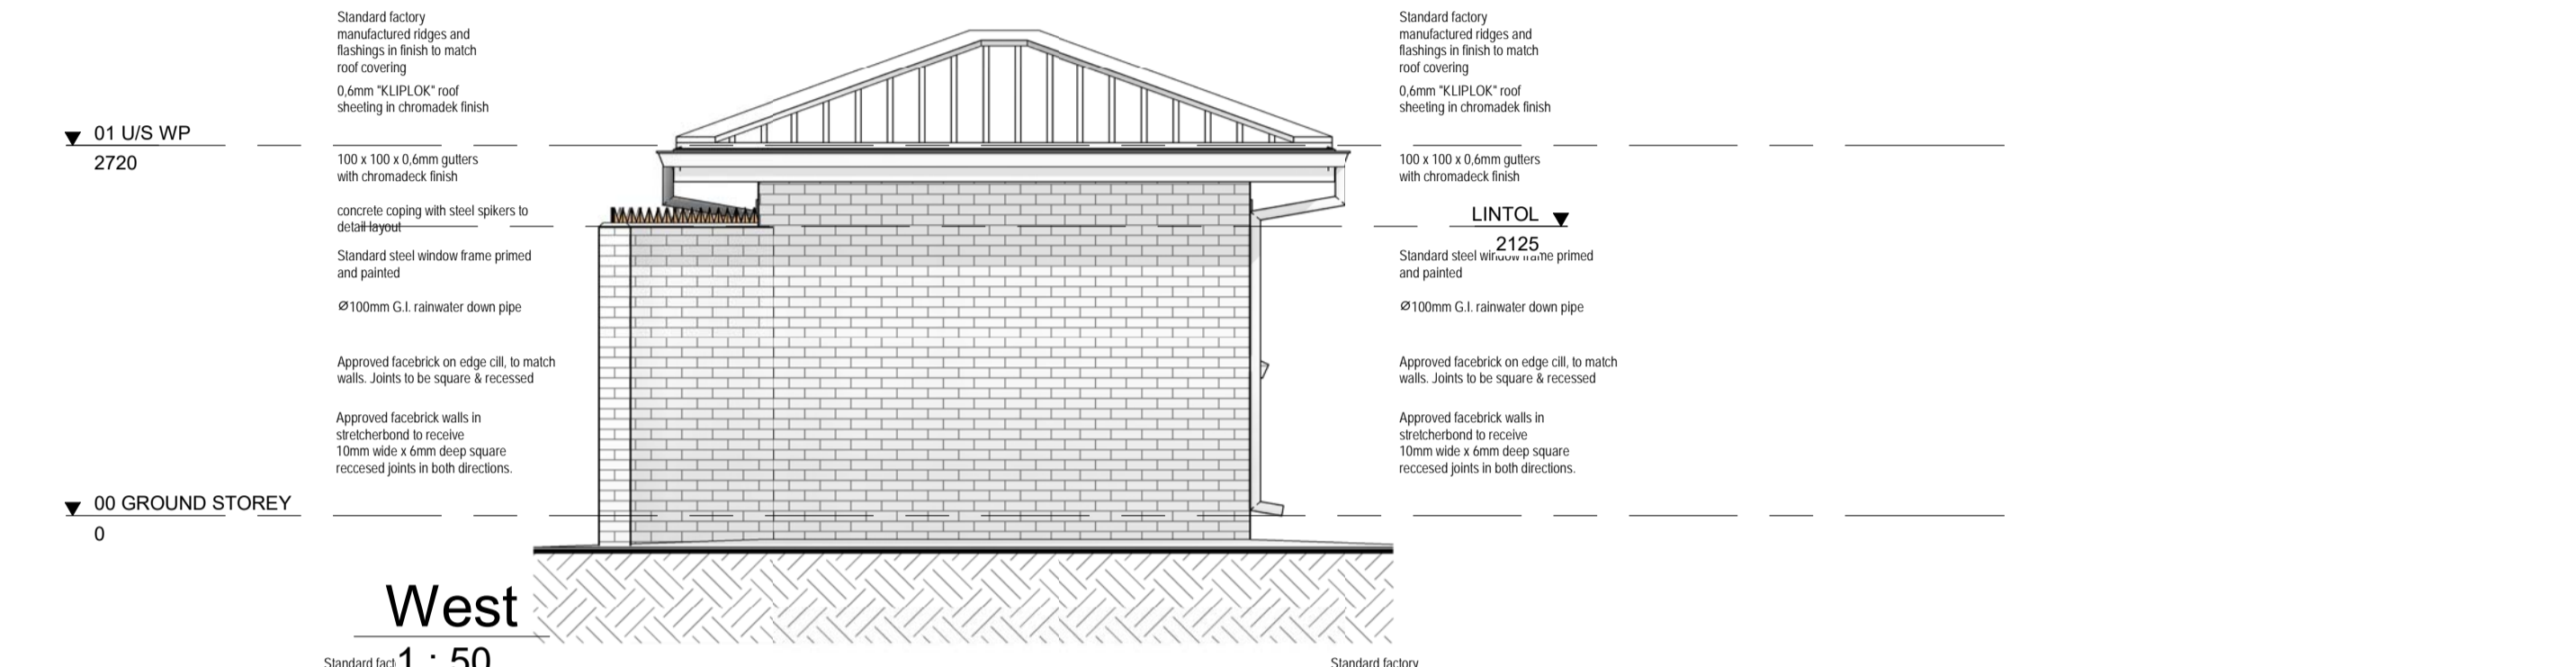 Standard factory
manufactured ridges and
flashings in finish to match
roof covering
0,6mm "KLIPLOK" roof
sheeting in chromadek finish
01 U/S WP
2720
100 x 100 x 0,6mm gutters
with chromadeck finish
concrete coping with steel spikers to
detail layout
Standard steel window frame primed
and painted
Ø100mm G.I. rainwater down pipe
Approved facebrick on edge cill, to match
walls. Joints to be square & recessed
Approved facebrick walls in
stretcherbond to receive
10mm wide x 6mm deep square
reccesed joints in both directions.
00 GROUND STOREY
0
Standard factory
manufactured ridges and
flashings in finish to match
roof covering
0,6mm "KLIPLOK" roof
sheeting in chromadek finish
100 x 100 x 0,6mm gutters
with chromadeck finish
LINTOL
2125
Standard steel window frame primed
and painted
Ø100mm G.I. rainwater down pipe
Approved facebrick on edge cill, to match
walls. Joints to be square & recessed
Approved facebrick walls in
stretcherbond to receive
10mm wide x 6mm deep square
reccesed joints in both directions.
West
1 : 50
Standard fact
Standard factory